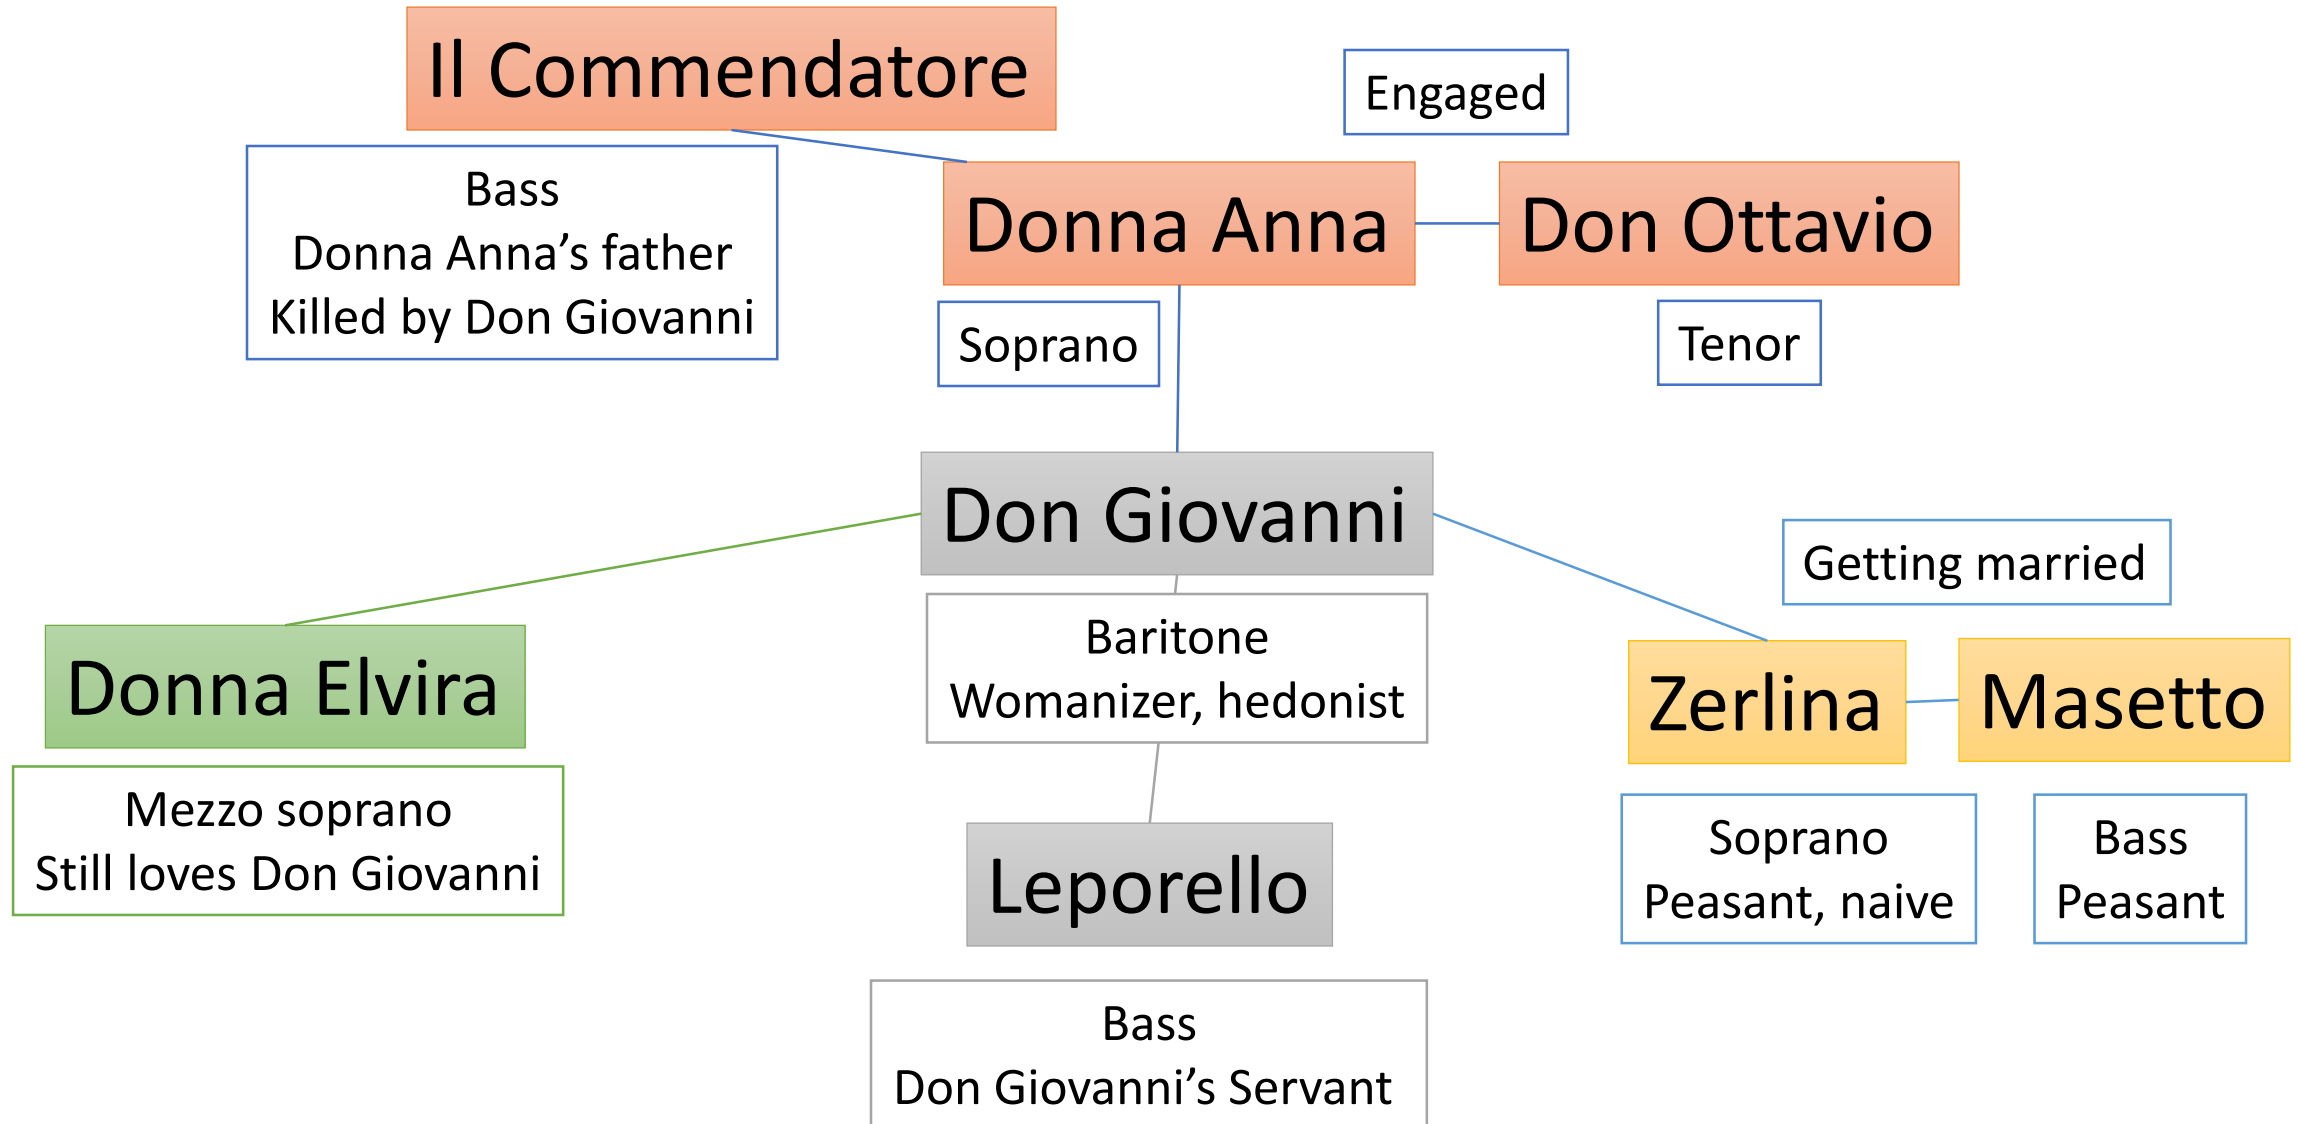 Il Commendatore
Engaged
Bass
Donna Anna’s father
Killed by Don Giovanni
Donna Anna
Don Ottavio
Soprano
Tenor
Don Giovanni
Getting married
Baritone
Womanizer, hedonist
Donna Elvira
Zerlina
Masetto
Mezzo soprano
Still loves Don Giovanni
Leporello
Soprano
Peasant, naive
Bass
Peasant
Bass
Don Giovanni’s Servant